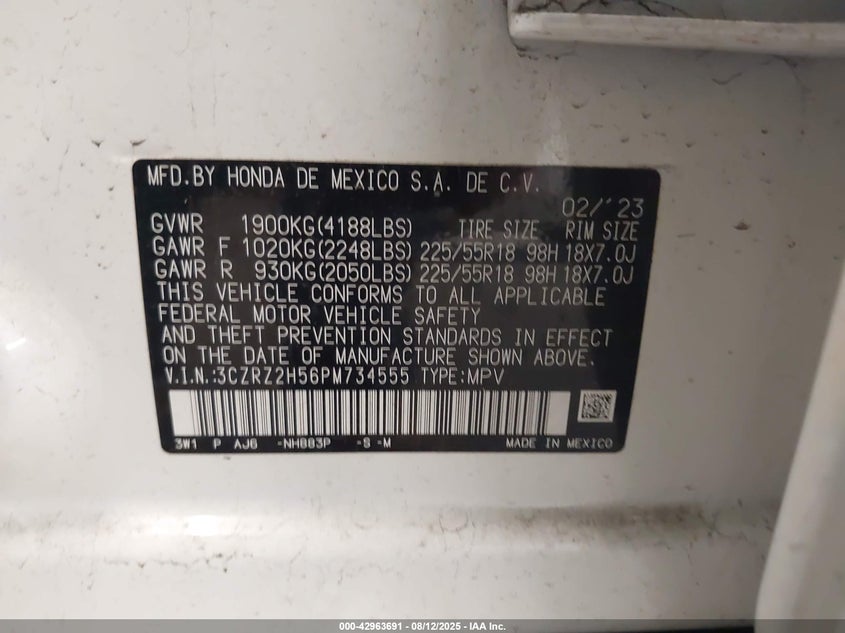 MFD.BY HONDA DE MEXICO S.A. DE C.V.
02/'23
GVWR 1900KG(4188LBS) TIRE SIZE RIM SIZE
GAWR F 1020KG(2248LBS) 225/55R18 98H 18X7.0J
GAWR R 930KG(2050LBS) 225/55R18 98H 18X7.0J
THIS VEHICLE CONFORMS TO ALL APPLICABLE
FEDERAL MOTOR VEHICLE SAFETY
AND THEFT PREVENTION STANDARDS IN EFFECT
ON THE DATE OF MANUFACTURE SHOWN ABOVE.
V.I.N.:3CZRZ2H56PM734555 TYPE:MPV
3W1 P AJ6 -NH883P -S -M MADE IN MEXICO
000-42963691 - 08/12/2025 - IAA Inc.